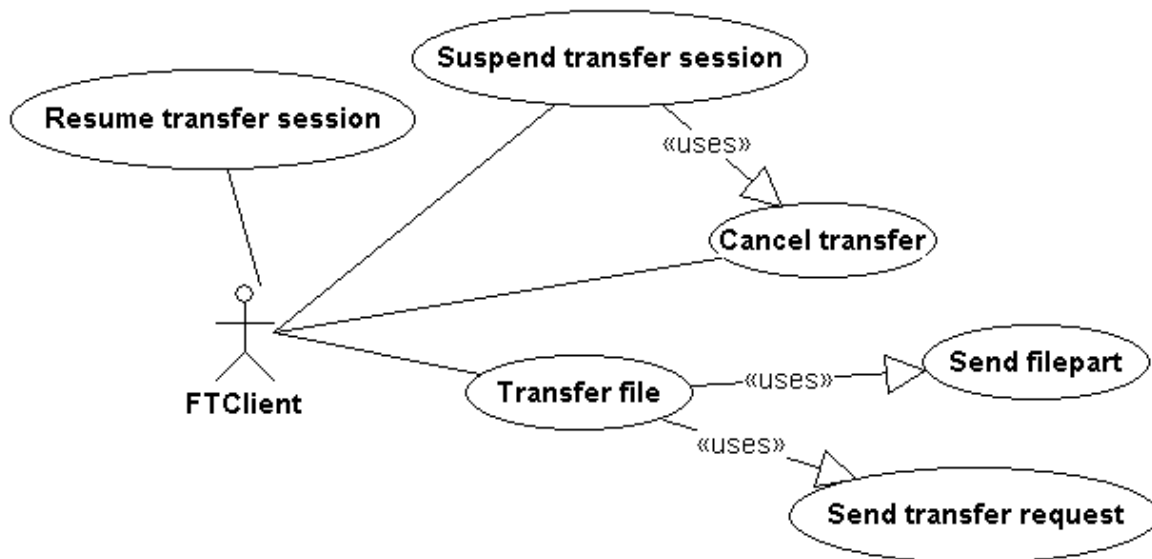 Suspend transfer session
Resume transfer session
«uses»
Cancel transfer
Send filepart
«uses»
Transfer file
FTClient
«uses»
Send transfer request